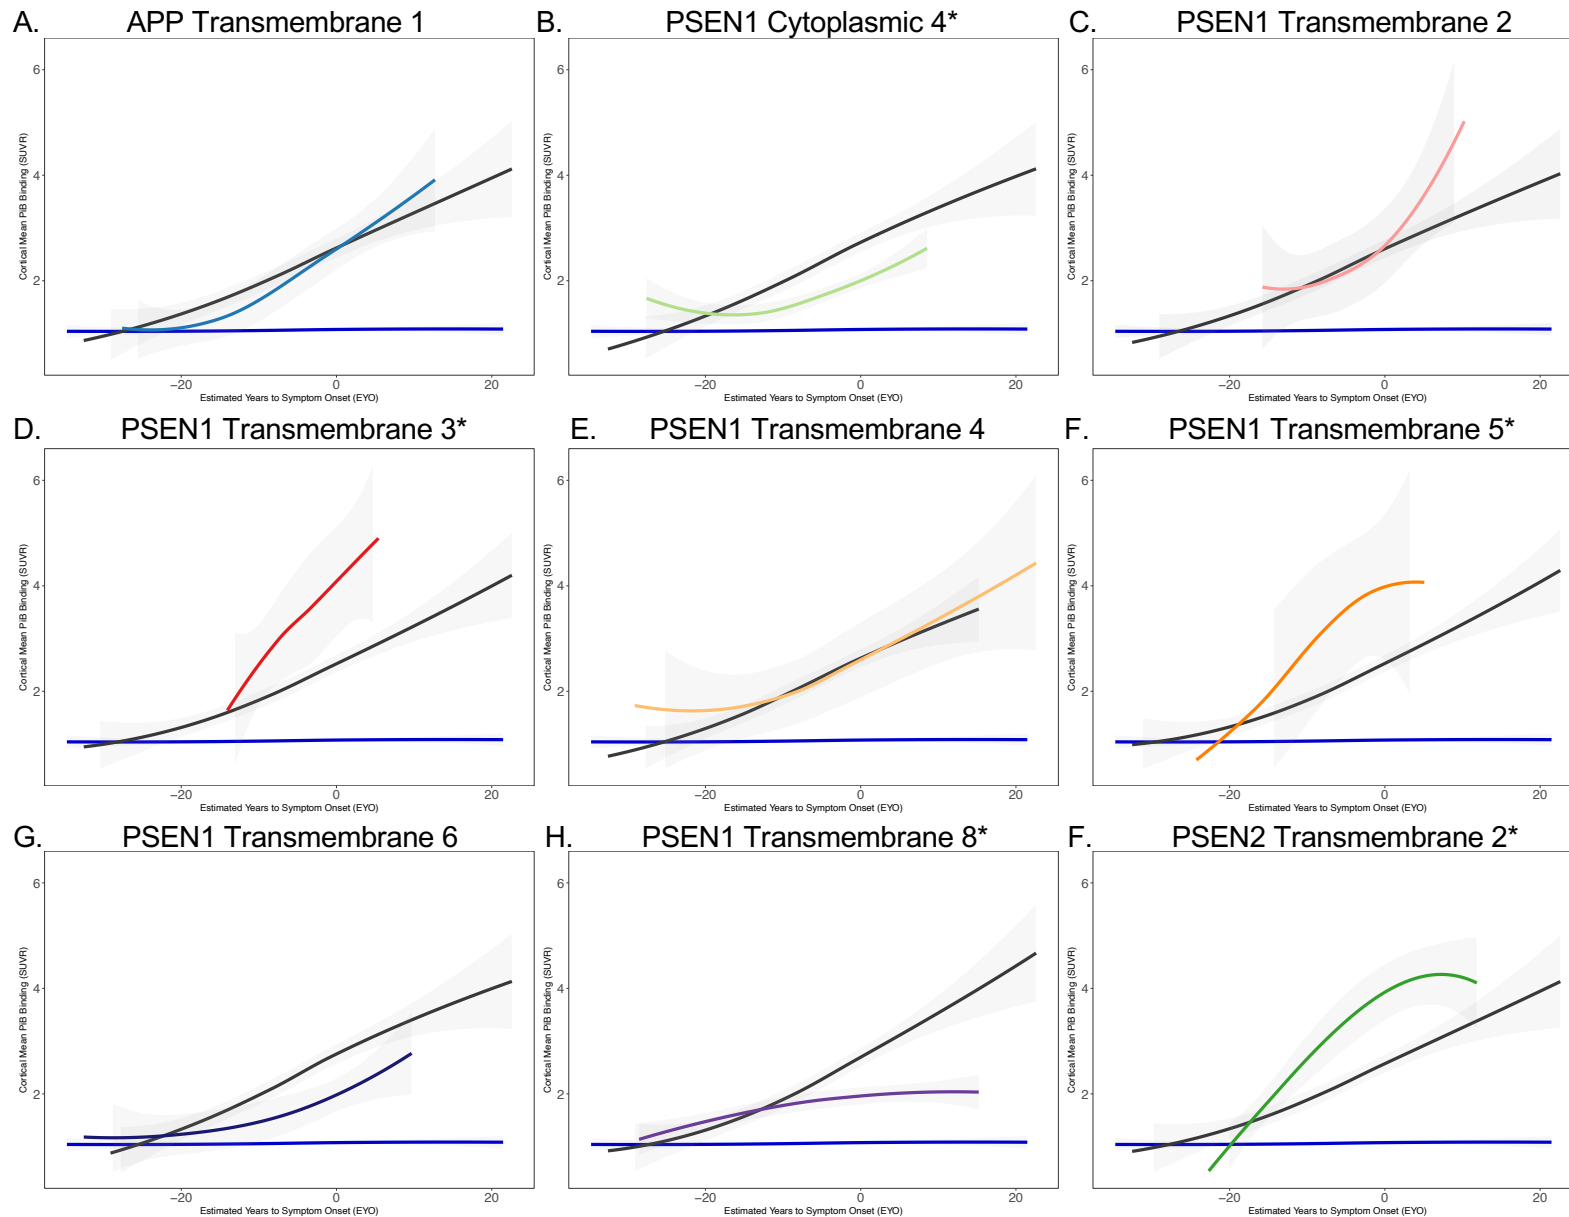 A. APP Transmembrane 1
B. PSEN1 Cytoplasmic 4*
C. PSEN1 Transmembrane 2
6
4
2
Cortical Mean PiB Binding (SUVR)
−20 0 20
Estimated Years to Symptom Onset (EYO)
6
4
2
Cortical Mean PiB Binding (SUVR)
−20 0 20
Estimated Years to Symptom Onset (EYO)
6
4
2
Cortical Mean PiB Binding (SUVR)
−20 0 20
Estimated Years to Symptom Onset (EYO)
D. PSEN1 Transmembrane 3*
E. PSEN1 Transmembrane 4
F. PSEN1 Transmembrane 5*
6
4
2
Cortical Mean PiB Binding (SUVR)
−20 0 20
Estimated Years to Symptom Onset (EYO)
6
4
2
Cortical Mean PiB Binding (SUVR)
−20 0 20
Estimated Years to Symptom Onset (EYO)
6
4
2
Cortical Mean PiB Binding (SUVR)
−20 0 20
Estimated Years to Symptom Onset (EYO)
G. PSEN1 Transmembrane 6
H. PSEN1 Transmembrane 8*
F. PSEN2 Transmembrane 2*
6
4
2
Cortical Mean PiB Binding (SUVR)
−20 0 20
Estimated Years to Symptom Onset (EYO)
6
4
2
Cortical Mean PiB Binding (SUVR)
−20 0 20
Estimated Years to Symptom Onset (EYO)
6
4
2
Cortical Mean PiB Binding (SUVR)
−20 0 20
Estimated Years to Symptom Onset (EYO)